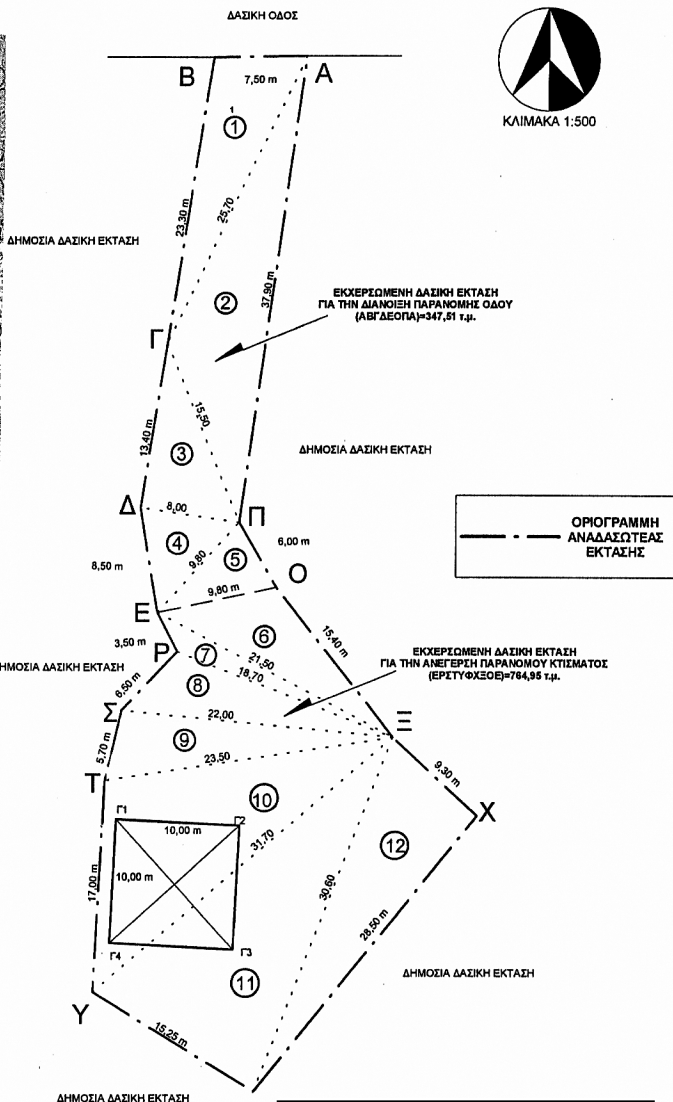 ΔΑΣΙΚΗ ΟΔΟΣ
Β
Α
7,50 m
ΚΛΙΜΑΚΑ 1:500
1
1
23,30 m
25,70
37,90 m
ΔΗΜΟΣΙΑ ΔΑΣΙΚΗ ΕΚΤΑΣΗ
2
ΕΚΧΕΡΣΩΜΕΝΗ ΔΑΣΙΚΗ ΕΚΤΑΣΗ
ΓΙΑ ΤΗΝ ΔΙΑΝΟΙΞΗ ΠΑΡΑΝΟΜΗΣ ΟΔΟΥ
(ΑΒΓΔΕΟΠΑ)=347,51 τ.μ.
Γ
15,50
13,40 m
3
ΔΗΜΟΣΙΑ ΔΑΣΙΚΗ ΕΚΤΑΣΗ
Δ
8,00
Π
ΟΡΙΟΓΡΑΜΜΗ
ΑΝΑΔΑΣΩΤΕΑΣ
ΕΚΤΑΣΗΣ
4
6,00 m
5
8,50 m
9,80
Ο
9,80 m
Ε
15,40 m
6
3,50 m
Ρ
7
21,50
ΕΚΧΕΡΣΩΜΕΝΗ ΔΑΣΙΚΗ ΕΚΤΑΣΗ
ΓΙΑ ΤΗΝ ΑΝΕΓΕΡΣΗ ΠΑΡΑΝΟΜΟΥ ΚΤΙΣΜΑΤΟΣ
(ΕΡΣΤΥΦΧΞΟΕ)=764,95 τ.μ.
ΗΜΟΣΙΑ ΔΑΣΙΚΗ ΕΚΤΑΣΗ
18,70
8
8,50 m
Σ
22,00
Ξ
9
5,70 m
23,50
9,30 m
Τ
10
Χ
Γ1
Γ2
10,00 m
31,70
12
10,00 m
17,00 m
30,60
28,50 m
Γ4
Γ3
11
ΔΗΜΟΣΙΑ ΔΑΣΙΚΗ ΕΚΤΑΣΗ
Υ
15,25 m
ΔΗΜΟΣΙΑ ΔΑΣΙΚΗ ΕΚΤΑΣΗ